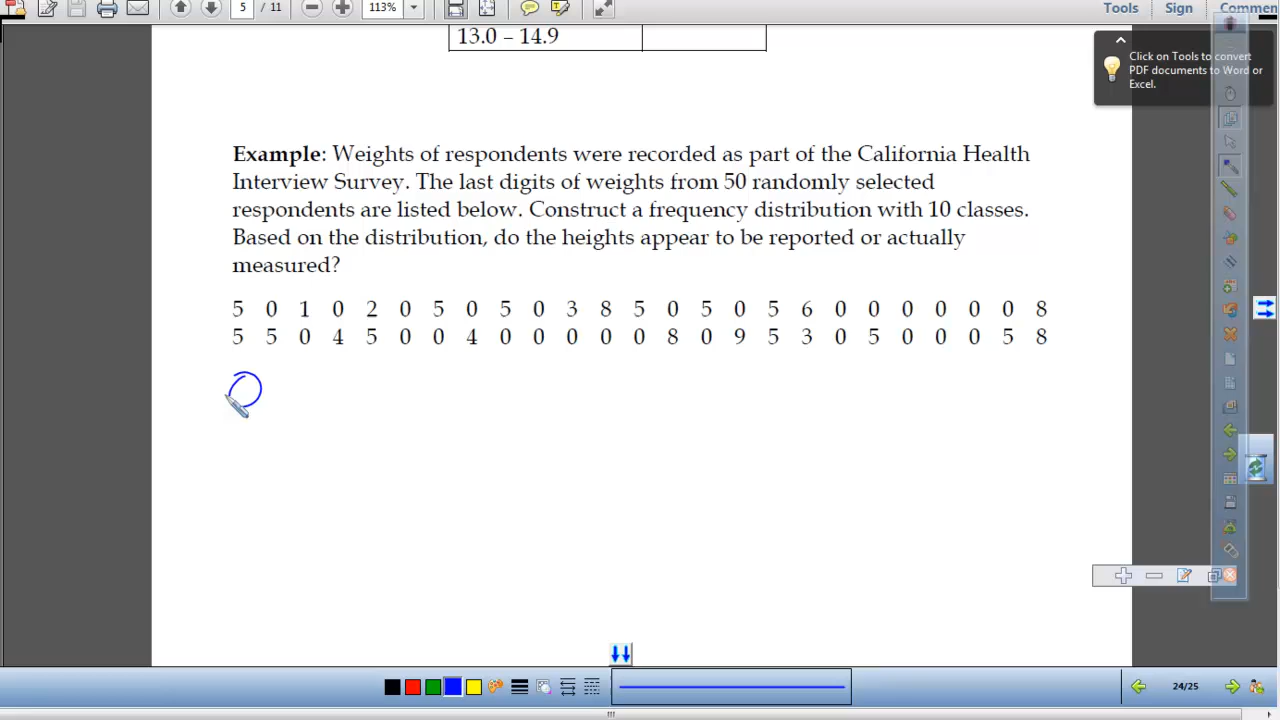 5 / 11 113% Tools Sign Commen
13.0 – 14.9
Click on Tools to convert
PDF documents to Word or
Excel.
Example: Weights of respondents were recorded as part of the California Health
Interview Survey. The last digits of weights from 50 randomly selected
respondents are listed below. Construct a frequency distribution with 10 classes.
Based on the distribution, do the heights appear to be reported or actually
measured?
5 0 1 0 2 0 5 0 5 0 3 8 5 0 5 0 5 6 0 0 0 0 0 0 8
5 5 0 4 5 0 0 4 0 0 0 0 0 8 0 9 5 3 0 5 0 0 0 5 8
0
24/25